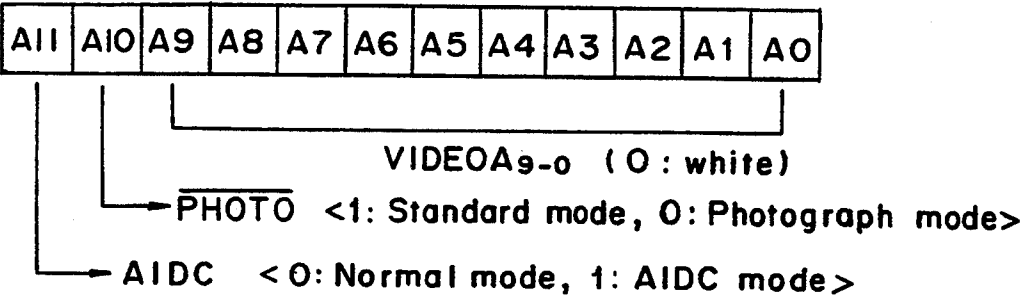 A11 A10 A9 A8 A7 A6 A5 A4 A3 A2 A1 A0
VIDEOA9-0 (0: white)
PHOTO <1: Standard mode, 0: Photograph mode>
AIDC <0: Normal mode, 1: AIDC mode>